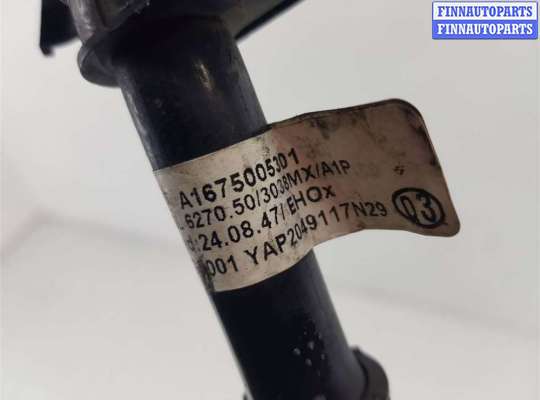 FINNAUTOPARTS
FINNAUTOPARTS
A1675005301
6270.50/3038MX/A1P
:24.08.47/EHOx
001 YAP2049117N29
03